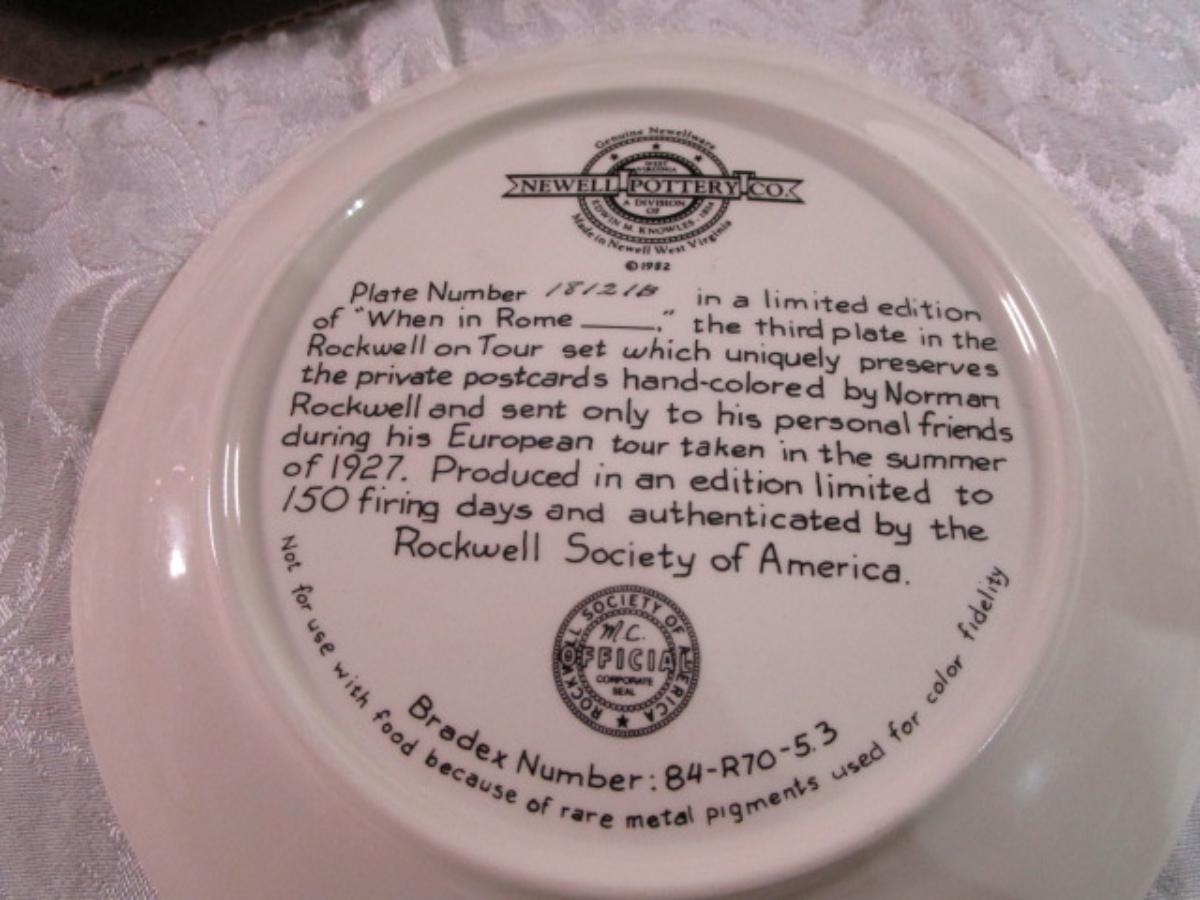 Genuine Newellware
WEST
VIRGINIA
NEWELL POTTERY CO.
A DIVISION
OF
EDWIN M. KNOWLES - 1854
Made in Newell West Virginia
©1982
Plate Number 18121B in a limited edition
of "When in Rome ____." the third plate in the
Rockwell on Tour set which uniquely preserves
the private postcards hand-colored by Norman
Rockwell and sent only to his personal friends
during his European tour taken in the summer
of 1927. Produced in an edition limited to
150 firing days and authenticated by the
Rockwell Society of America.
ROCKWELL SOCIETY OF AMERICA
M.C.
OFFICIAL
CORPORATE
SEAL
Bradex Number: 84-R70-5.3
Not for use with food because of rare metal pigments used for color fidelity